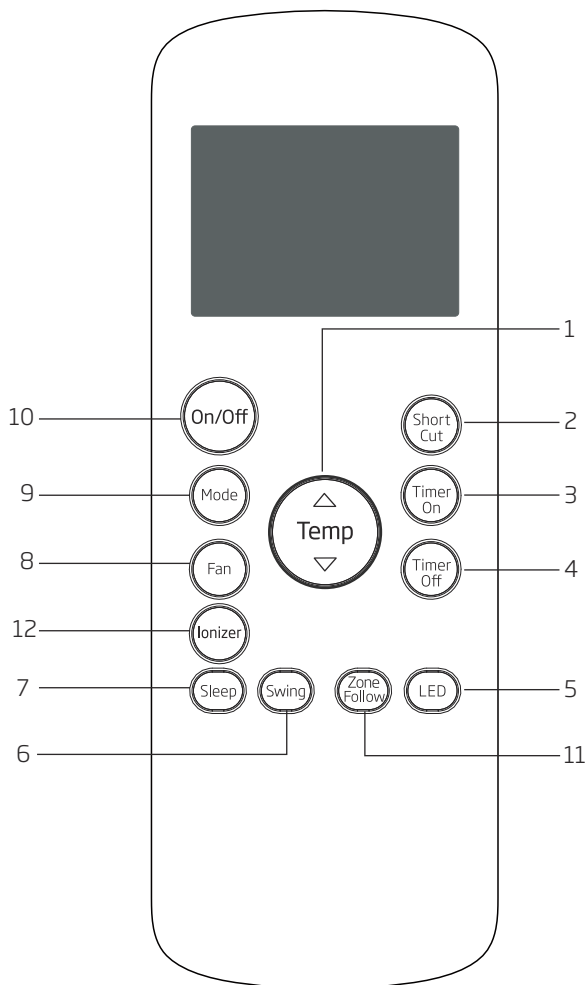 1
10
On/Off
Short
Cut
2
9
Mode
Temp
Timer
On
3
8
Fan
Timer
Off
4
12
Ionizer
7
Sleep
Swing
Zone
Follow
LED
5
6
11